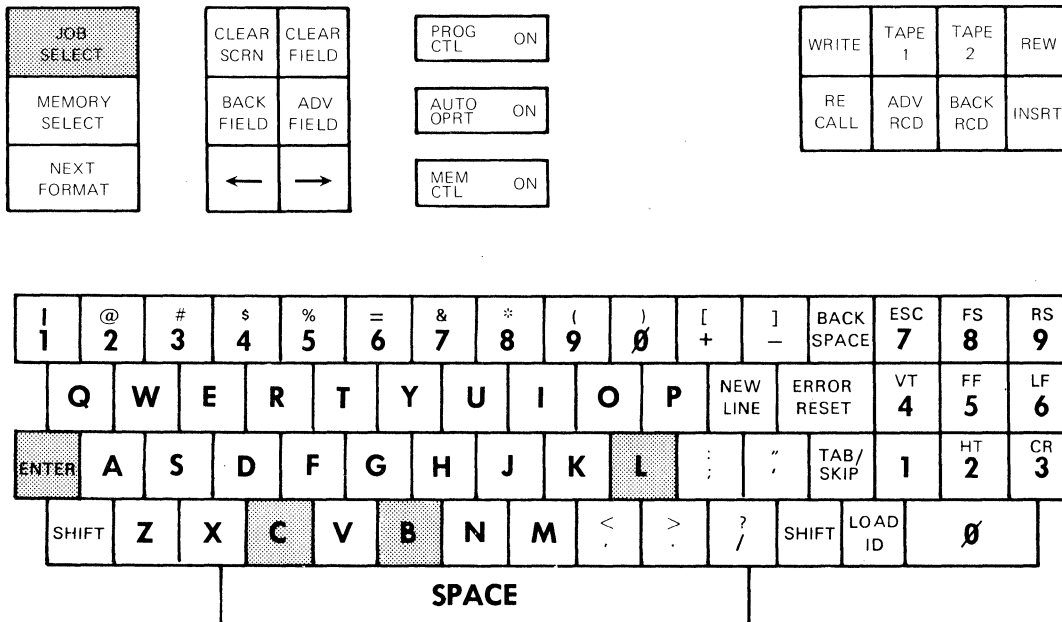 JOB SELECT
MEMORY SELECT
NEXT FORMAT
CLEAR SCRN
CLEAR FIELD
BACK FIELD
ADV FIELD
← →
PROG CTL ON
AUTO OPRT ON
MEM CTL ON
WRITE
TAPE 1
TAPE 2
REW
RE CALL
ADV RCD
BACK RCD
INSRT
| 1 @ 2 # 3 $ 4 % 5 = 6 & 7 * 8 ( 9 ) Ø [ + ] - BACK SPACE ESC 7 FS 8 RS 9
Q W E R T Y U I O P NEW LINE ERROR RESET VT 4 FF 5 LF 6
ENTER A S D F G H J K L : ; " ' TAB/ SKIP 1 HT 2 CR 3
SHIFT Z X C V B N M < , > . ? / SHIFT LOAD ID Ø
SPACE